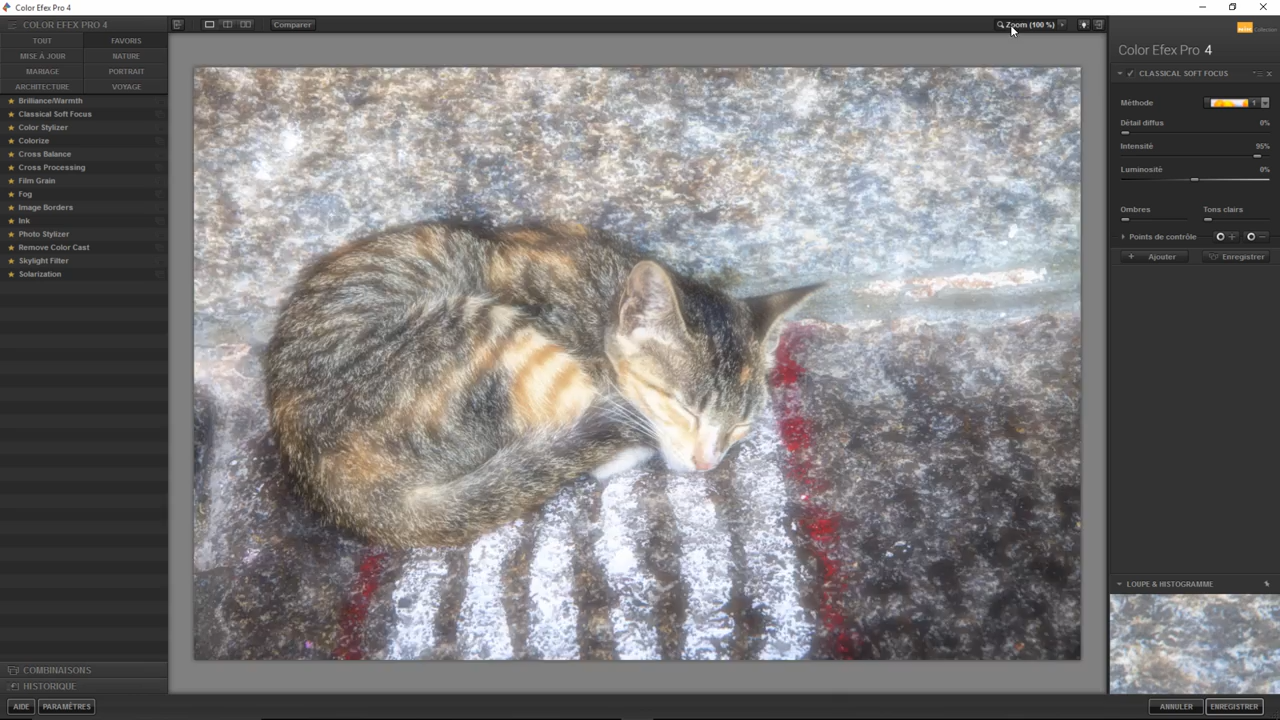 Color Efex Pro 4
COLOR EFEX PRO 4
Comparer
Zoom (100 %)
TOUT
FAVORIS
MISE À JOUR
NATURE
MARIAGE
PORTRAIT
ARCHITECTURE
VOYAGE
Brilliance/Warmth
Classical Soft Focus
Color Stylizer
Colorize
Cross Balance
Cross Processing
Film Grain
Fog
Image Borders
Ink
Photo Stylizer
Remove Color Cast
Skylight Filter
Solarization
COMBINAISONS
HISTORIQUE
AIDE
PARAMÈTRES
Collection
Color Efex Pro 4
CLASSICAL SOFT FOCUS
Méthode
1
Détail diffus 0%
Intensité 95%
Luminosité 0%
Ombres Tons clairs
Points de contrôle
Ajouter
Enregistrer
LOUPE & HISTOGRAMME
ANNULER
ENREGISTRER